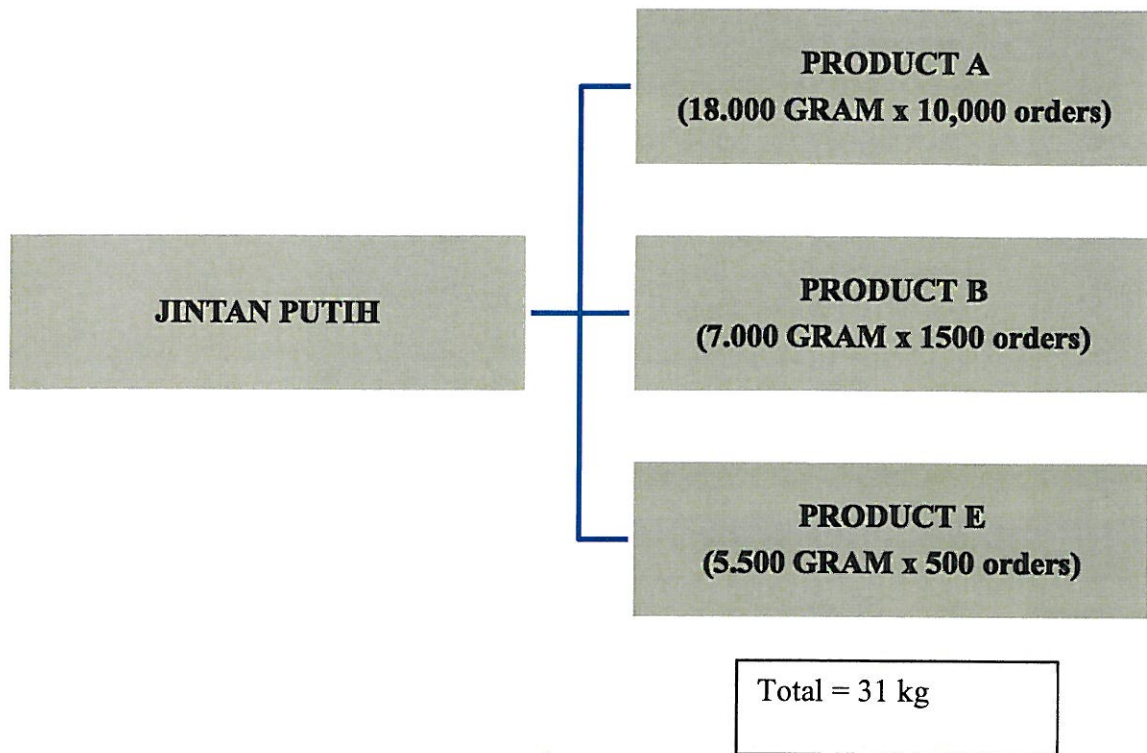 PRODUCT A
(18.000 GRAM x 10,000 orders)
JINTAN PUTIH
PRODUCT B
(7.000 GRAM x 1500 orders)
PRODUCT E
(5.500 GRAM x 500 orders)
Total = 31 kg